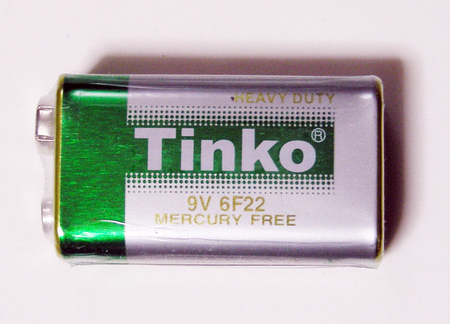 HEAVY DUTY
Tinko®
9V 6F22
MERCURY FREE